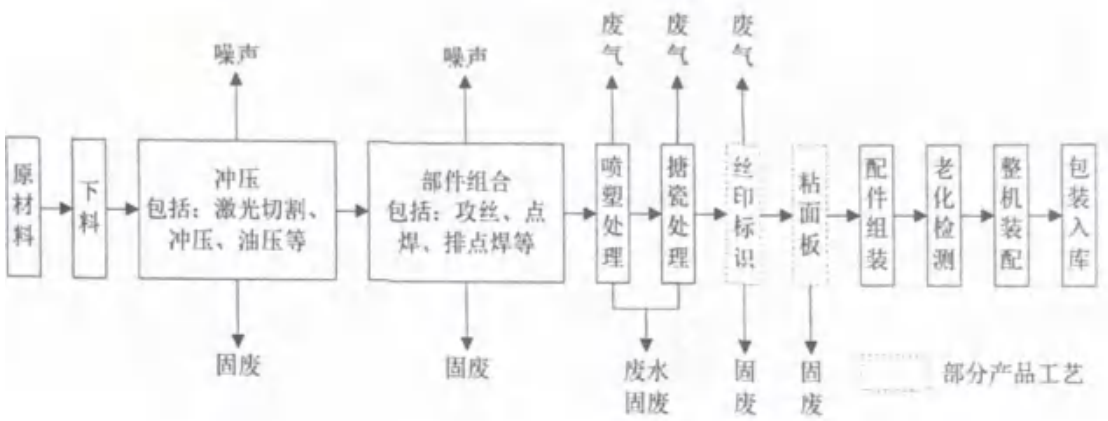 废气
废气
废气
噪声
噪声
原材料
下料
冲压
包括：激光切割、
冲压、油压等
部件组合
包括：攻丝、点
焊、排点焊等
喷塑处理
搪瓷处理
丝印标识
粘面板
配件组装
老化检测
整机装配
包装入库
固废
固废
废水
固废
固废
固废
部分产品工艺